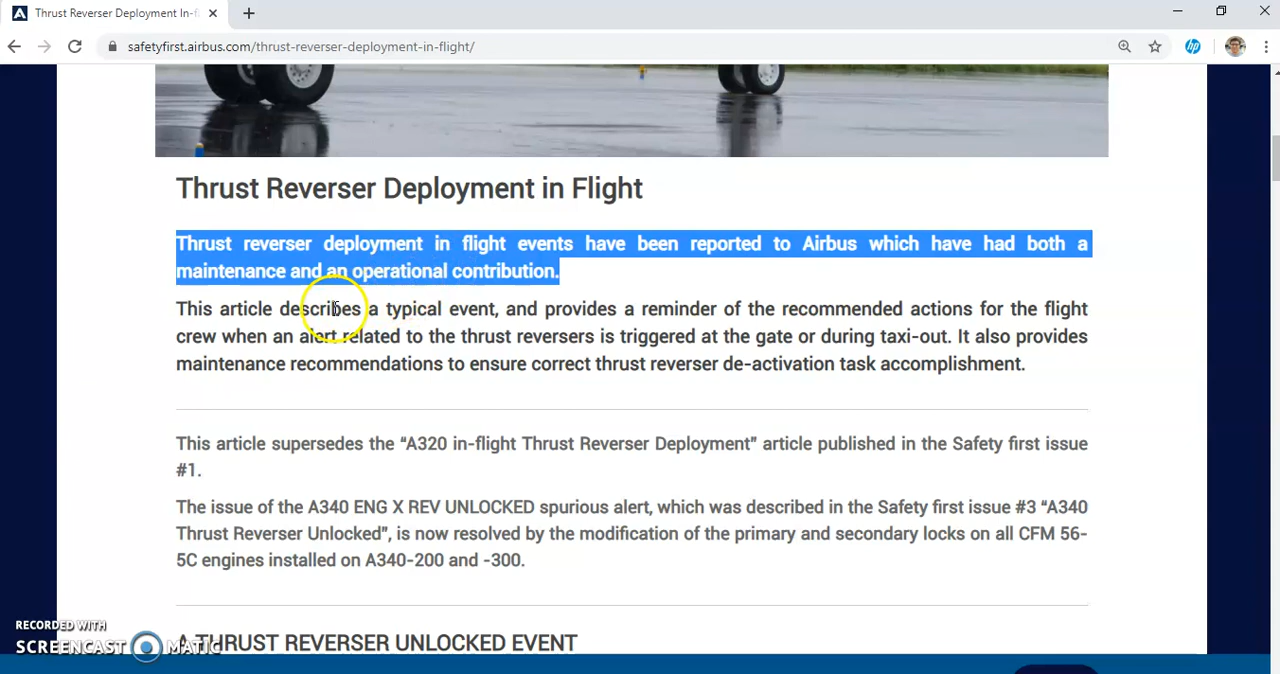 Thrust Reverser Deployment In-f
safetyfirst.airbus.com/thrust-reverser-deployment-in-flight/
Thrust Reverser Deployment in Flight
Thrust reverser deployment in flight events have been reported to Airbus which have had both a
maintenance and an operational contribution.
This article describes a typical event, and provides a reminder of the recommended actions for the flight
crew when an alert related to the thrust reversers is triggered at the gate or during taxi-out. It also provides
maintenance recommendations to ensure correct thrust reverser de-activation task accomplishment.
This article supersedes the “A320 in-flight Thrust Reverser Deployment” article published in the Safety first issue
#1.
The issue of the A340 ENG X REV UNLOCKED spurious alert, which was described in the Safety first issue #3 “A340
Thrust Reverser Unlocked”, is now resolved by the modification of the primary and secondary locks on all CFM 56-
5C engines installed on A340-200 and -300.
A THRUST REVERSER UNLOCKED EVENT
RECORDED WITH
SCREENCAST MATIC
hp